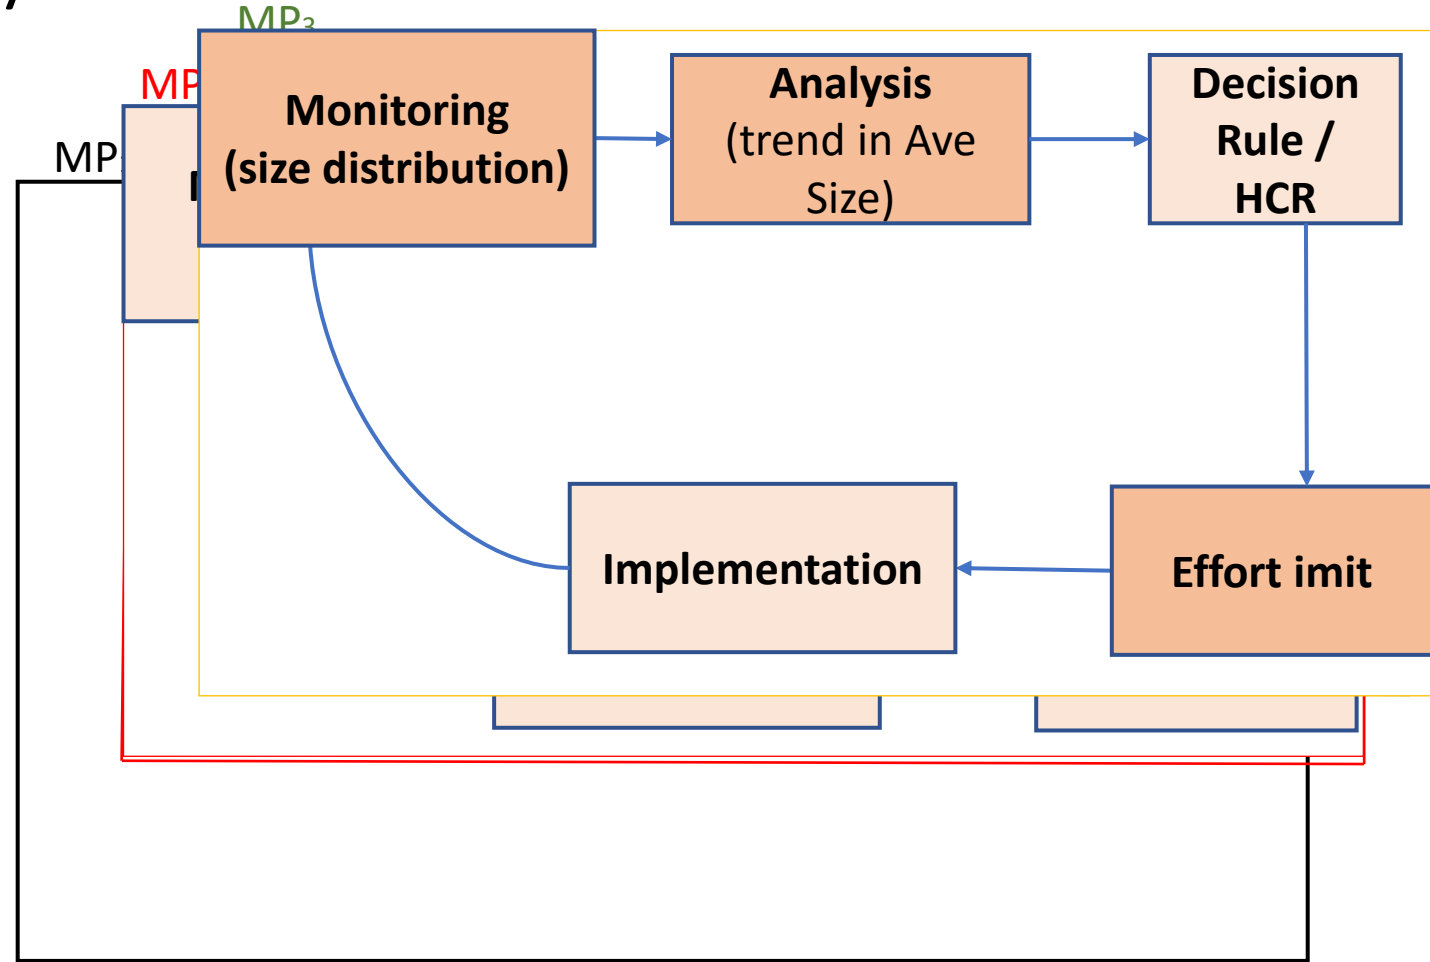 MP₃
MP
MP
Monitoring
(size distribution)
Analysis
(trend in Ave
Size)
Decision
Rule /
HCR
Implementation
Effort imit